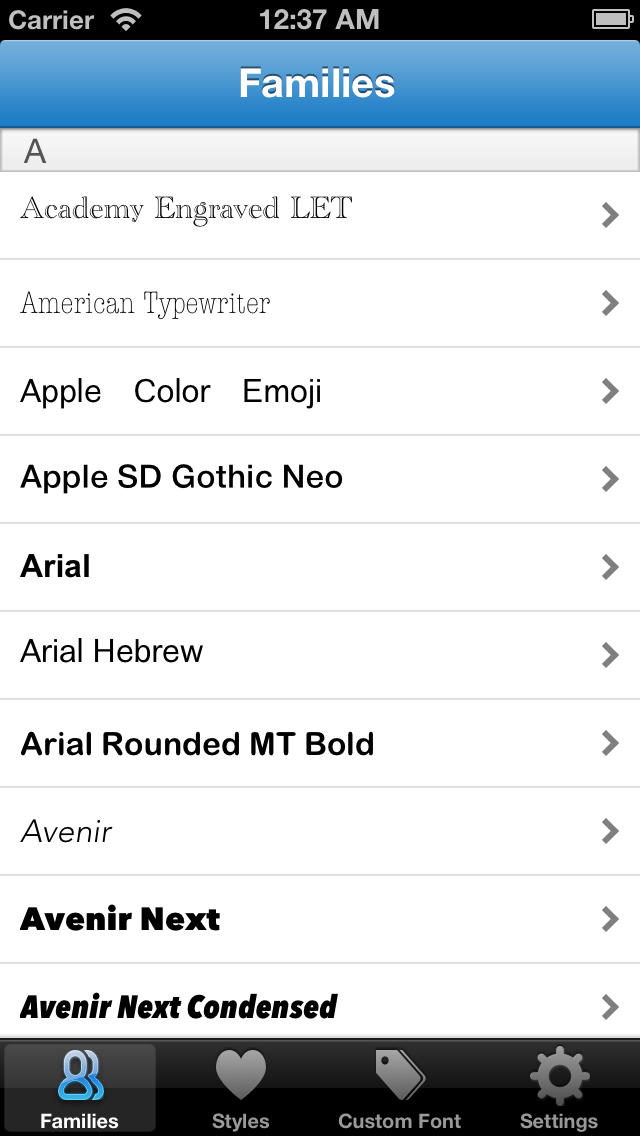 Carrier 12:37 AM
Families
A
Academy Engraved LET
American Typewriter
Apple Color Emoji
Apple SD Gothic Neo
Arial
Arial Hebrew
Arial Rounded MT Bold
Avenir
Avenir Next
Avenir Next Condensed
Families Styles Custom Font Settings